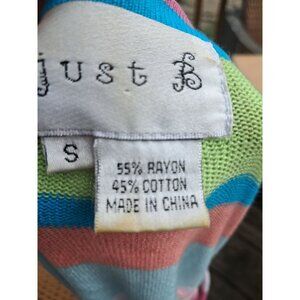 just B
S
55% RAYON
45% COTTON
MADE IN CHINA